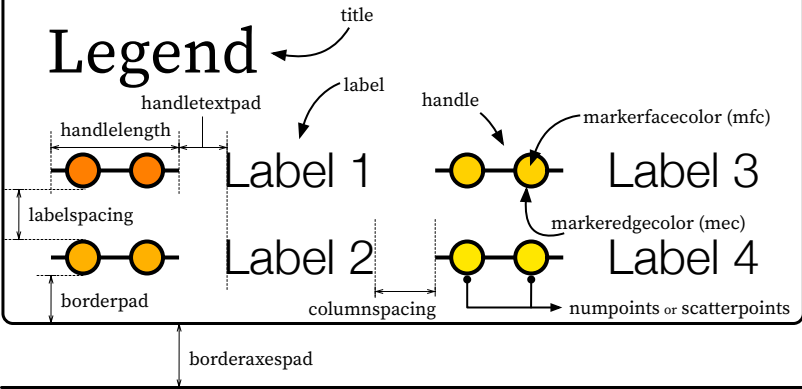 title
Legend
label
handletextpad
handle
markerfacecolor (mfc)
handlelength
Label 1
Label 3
labelspacing
markeredgecolor (mec)
Label 2
Label 4
borderpad
columnspacing
numpoints or scatterpoints
borderaxespad